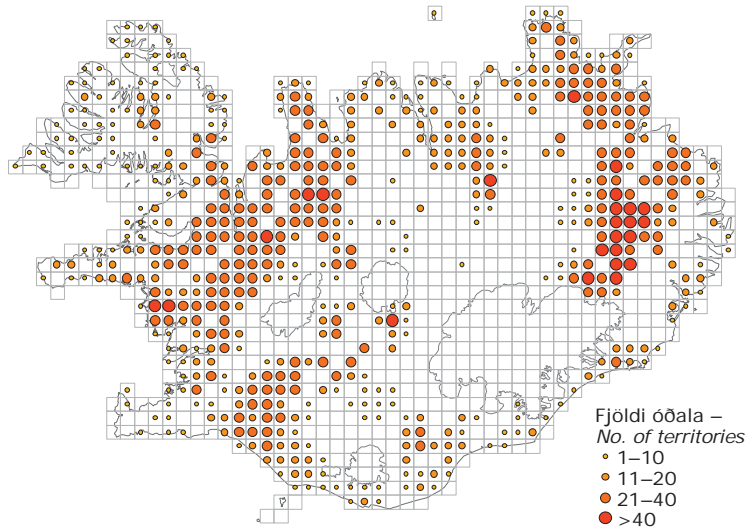 Fjöldi óðala –
No. of territories
1–10
11–20
21–40
>40